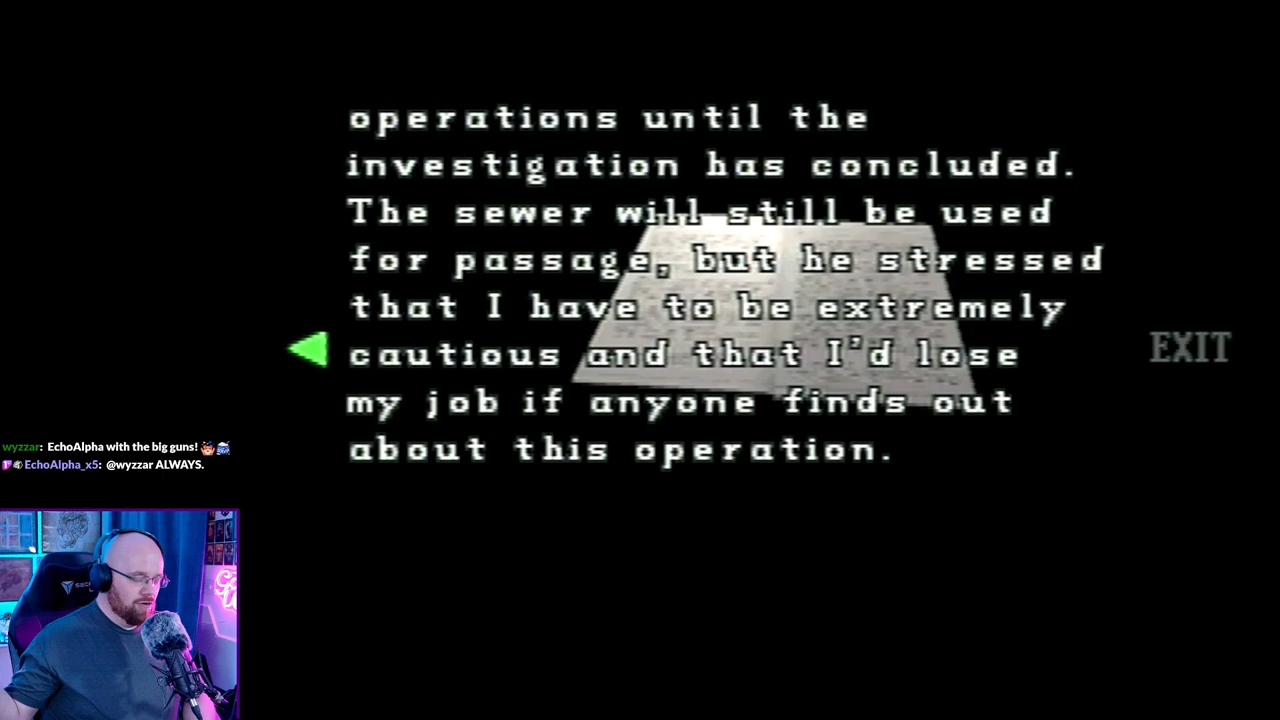 operations until the
investigation has concluded.
The sewer will still be used
for passage, but he stressed
that I have to be extremely
cautious and that I'd lose
my job if anyone finds out
about this operation.
EXIT
wyzzar: EchoAlpha with the big guns!
EchoAlpha_x5: @wyzzar ALWAYS.